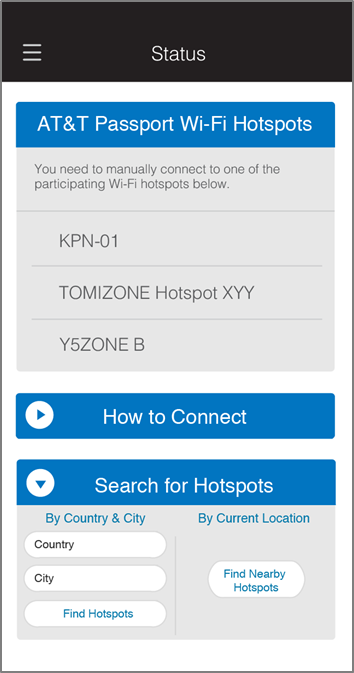 Status
AT&T Passport Wi-Fi Hotspots
You need to manually connect to one of the
participating Wi-Fi hotspots below.
KPN-01
TOMIZONE Hotspot XYY
Y5ZONE B
How to Connect
Search for Hotspots
By Country & City
Country
City
Find Hotspots
By Current Location
Find Nearby
Hotspots